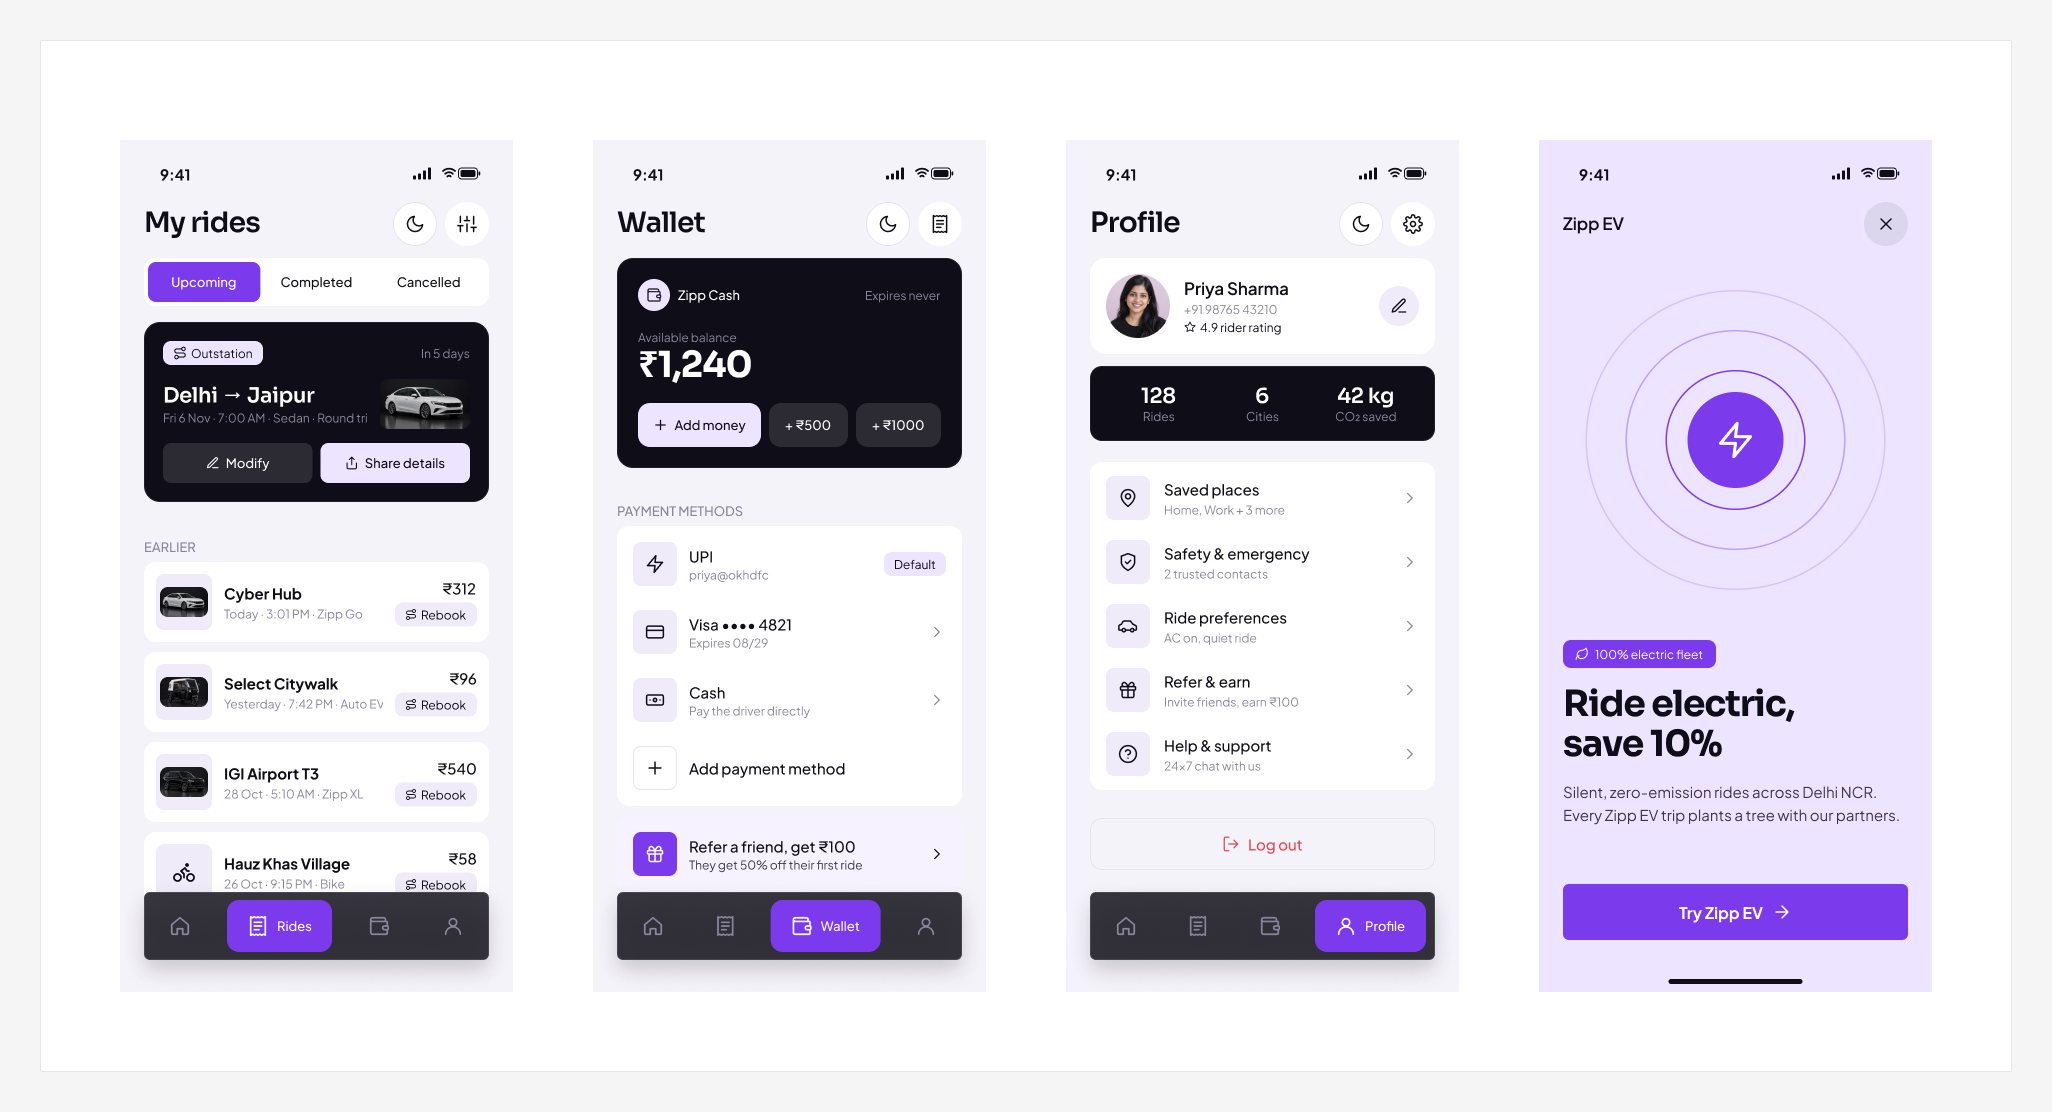 9:41
My rides
Upcoming
Completed
Cancelled
Outstation
In 5 days
Delhi → Jaipur
Fri 6 Nov · 7:00 AM · Sedan · Round tri
Modify
Share details
EARLIER
Cyber Hub
₹312
Today · 3:01 PM · Zipp Go
Rebook
Select Citywalk
₹96
Yesterday · 7:42 PM · Auto EV
Rebook
IGI Airport T3
₹540
28 Oct · 5:10 AM · Zipp XL
Rebook
Hauz Khas Village
₹58
26 Oct · 9:15 PM · Bike
Rebook
Rides
9:41
Wallet
Zipp Cash
Expires never
Available balance
₹1,240
+ Add money
+ ₹500
+ ₹1000
PAYMENT METHODS
UPI
priya@okhdfc
Default
Visa •••• 4821
Expires 08/29
Cash
Pay the driver directly
Add payment method
Refer a friend, get ₹100
They get 50% off their first ride
Wallet
9:41
Profile
Priya Sharma
+91 98765 43210
4.9 rider rating
128
Rides
6
Cities
42 kg
CO₂ saved
Saved places
Home, Work + 3 more
Safety & emergency
2 trusted contacts
Ride preferences
AC on, quiet ride
Refer & earn
Invite friends, earn ₹100
Help & support
24×7 chat with us
Log out
Profile
9:41
Zipp EV
100% electric fleet
Ride electric,
save 10%
Silent, zero-emission rides across Delhi NCR.
Every Zipp EV trip plants a tree with our partners.
Try Zipp EV →